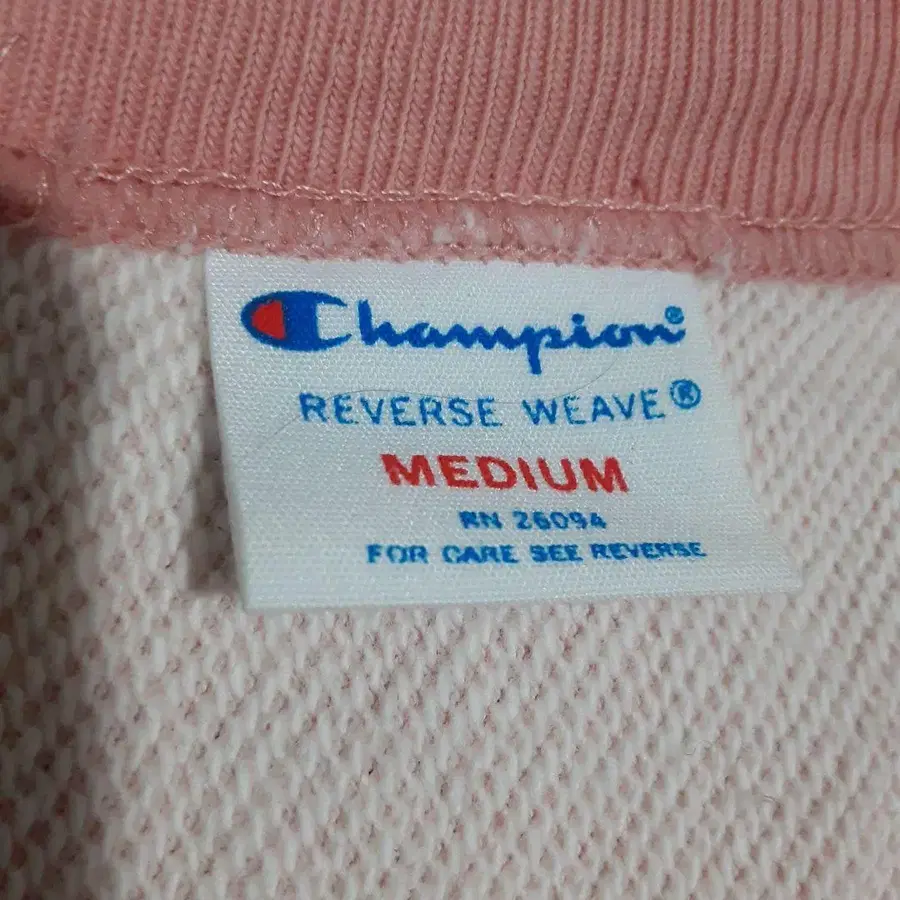 Champion®
REVERSE WEAVE®
MEDIUM
RN 26094
FOR CARE SEE REVERSE